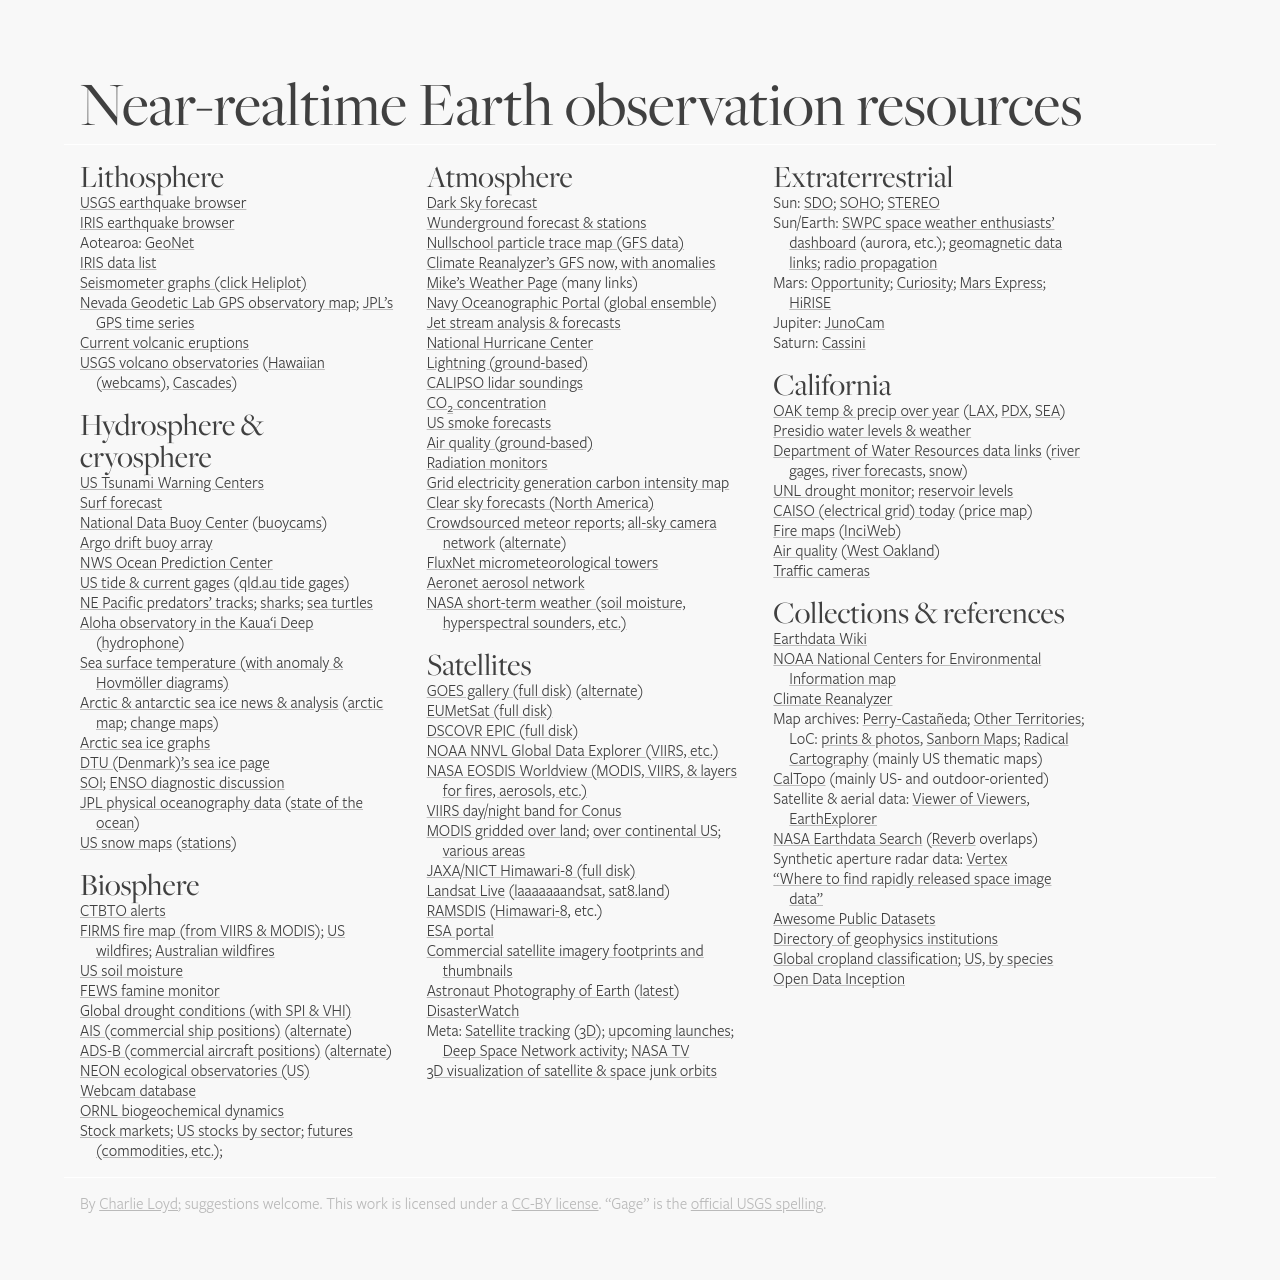 Near-realtime Earth observation resources
Lithosphere
USGS earthquake browser
IRIS earthquake browser
Aotearoa: GeoNet
IRIS data list
Seismometer graphs (click Heliplot)
Nevada Geodetic Lab GPS observatory map; JPL’s
GPS time series
Current volcanic eruptions
USGS volcano observatories (Hawaiian
(webcams), Cascades)
Hydrosphere &
cryosphere
US Tsunami Warning Centers
Surf forecast
National Data Buoy Center (buoycams)
Argo drift buoy array
NWS Ocean Prediction Center
US tide & current gages (qld.au tide gages)
NE Pacific predators’ tracks; sharks; sea turtles
Aloha observatory in the Kauaʻi Deep
(hydrophone)
Sea surface temperature (with anomaly &
Hovmöller diagrams)
Arctic & antarctic sea ice news & analysis (arctic
map; change maps)
Arctic sea ice graphs
DTU (Denmark)’s sea ice page
SOI; ENSO diagnostic discussion
JPL physical oceanography data (state of the
ocean)
US snow maps (stations)
Biosphere
CTBTO alerts
FIRMS fire map (from VIIRS & MODIS); US
wildfires; Australian wildfires
US soil moisture
FEWS famine monitor
Global drought conditions (with SPI & VHI)
AIS (commercial ship positions) (alternate)
ADS-B (commercial aircraft positions) (alternate)
NEON ecological observatories (US)
Webcam database
ORNL biogeochemical dynamics
Stock markets; US stocks by sector; futures
(commodities, etc.);
Atmosphere
Dark Sky forecast
Wunderground forecast & stations
Nullschool particle trace map (GFS data)
Climate Reanalyzer’s GFS now, with anomalies
Mike’s Weather Page (many links)
Navy Oceanographic Portal (global ensemble)
Jet stream analysis & forecasts
National Hurricane Center
Lightning (ground-based)
CALIPSO lidar soundings
CO₂ concentration
US smoke forecasts
Air quality (ground-based)
Radiation monitors
Grid electricity generation carbon intensity map
Clear sky forecasts (North America)
Crowdsourced meteor reports; all-sky camera
network (alternate)
FluxNet micrometeorological towers
Aeronet aerosol network
NASA short-term weather (soil moisture,
hyperspectral sounders, etc.)
Satellites
GOES gallery (full disk) (alternate)
EUMetSat (full disk)
DSCOVR EPIC (full disk)
NOAA NNVL Global Data Explorer (VIIRS, etc.)
NASA EOSDIS Worldview (MODIS, VIIRS, & layers
for fires, aerosols, etc.)
VIIRS day/night band for Conus
MODIS gridded over land; over continental US;
various areas
JAXA/NICT Himawari-8 (full disk)
Landsat Live (laaaaaaandsat, sat8.land)
RAMSDIS (Himawari-8, etc.)
ESA portal
Commercial satellite imagery footprints and
thumbnails
Astronaut Photography of Earth (latest)
DisasterWatch
Meta: Satellite tracking (3D); upcoming launches;
Deep Space Network activity; NASA TV
3D visualization of satellite & space junk orbits
Extraterrestrial
Sun: SDO; SOHO; STEREO
Sun/Earth: SWPC space weather enthusiasts’
dashboard (aurora, etc.); geomagnetic data
links; radio propagation
Mars: Opportunity; Curiosity; Mars Express;
HiRISE
Jupiter: JunoCam
Saturn: Cassini
California
OAK temp & precip over year (LAX, PDX, SEA)
Presidio water levels & weather
Department of Water Resources data links (river
gages, river forecasts, snow)
UNL drought monitor; reservoir levels
CAISO (electrical grid) today (price map)
Fire maps (InciWeb)
Air quality (West Oakland)
Traffic cameras
Collections & references
Earthdata Wiki
NOAA National Centers for Environmental
Information map
Climate Reanalyzer
Map archives: Perry-Castañeda; Other Territories;
LoC: prints & photos, Sanborn Maps; Radical
Cartography (mainly US thematic maps)
CalTopo (mainly US- and outdoor-oriented)
Satellite & aerial data: Viewer of Viewers,
EarthExplorer
NASA Earthdata Search (Reverb overlaps)
Synthetic aperture radar data: Vertex
“Where to find rapidly released space image
data”
Awesome Public Datasets
Directory of geophysics institutions
Global cropland classification; US, by species
Open Data Inception
By Charlie Loyd; suggestions welcome. This work is licensed under a CC-BY license. “Gage” is the official USGS spelling.